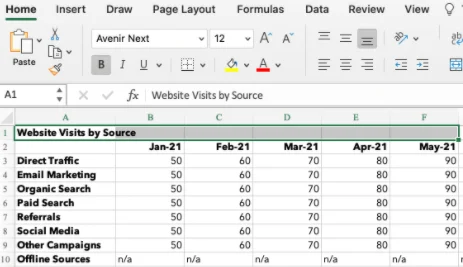 Home Insert Draw Page Layout Formulas Data Review View
Paste
Avenir Next 12 A A
B I U A
A1 fx Website Visits by Source
A B C D E F
1 Website Visits by Source
2 Jan-21 Feb-21 Mar-21 Apr-21 May-21
3 Direct Traffic 50 60 70 80 90
4 Email Marketing 50 60 70 80 90
5 Organic Search 50 60 70 80 90
6 Paid Search 50 60 70 80 90
7 Referrals 50 60 70 80 90
8 Social Media 50 60 70 80 90
9 Other Campaigns 50 60 70 80 90
10 Offline Sources n/a n/a n/a n/a n/a